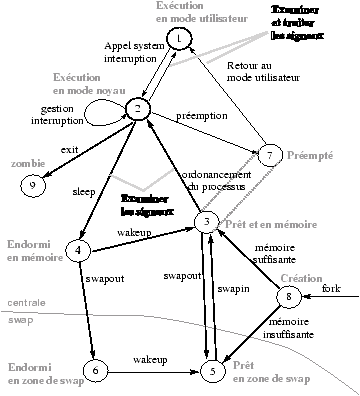 Exécution
en mode utilisateur
Examiner
et traiter
les signaux
1
Appel system
interruption
Retour au
mode utilisateur
Exécution
en mode noyau
gestion
interruption
2
préemption
exit
7
Préempté
zombie
9
sleep
ordonancement
du processus
Examiner
les signaux
3
Prêt et en mémoire
wakeup
Endormi
en mémoire
4
mémoire
suffisante
swapout
swapout
swapin
Création
8
fork
centrale
swap
mémoire
insuffisante
Endormi
en zone de swap
6
wakeup
5
Prêt
en zone de swap